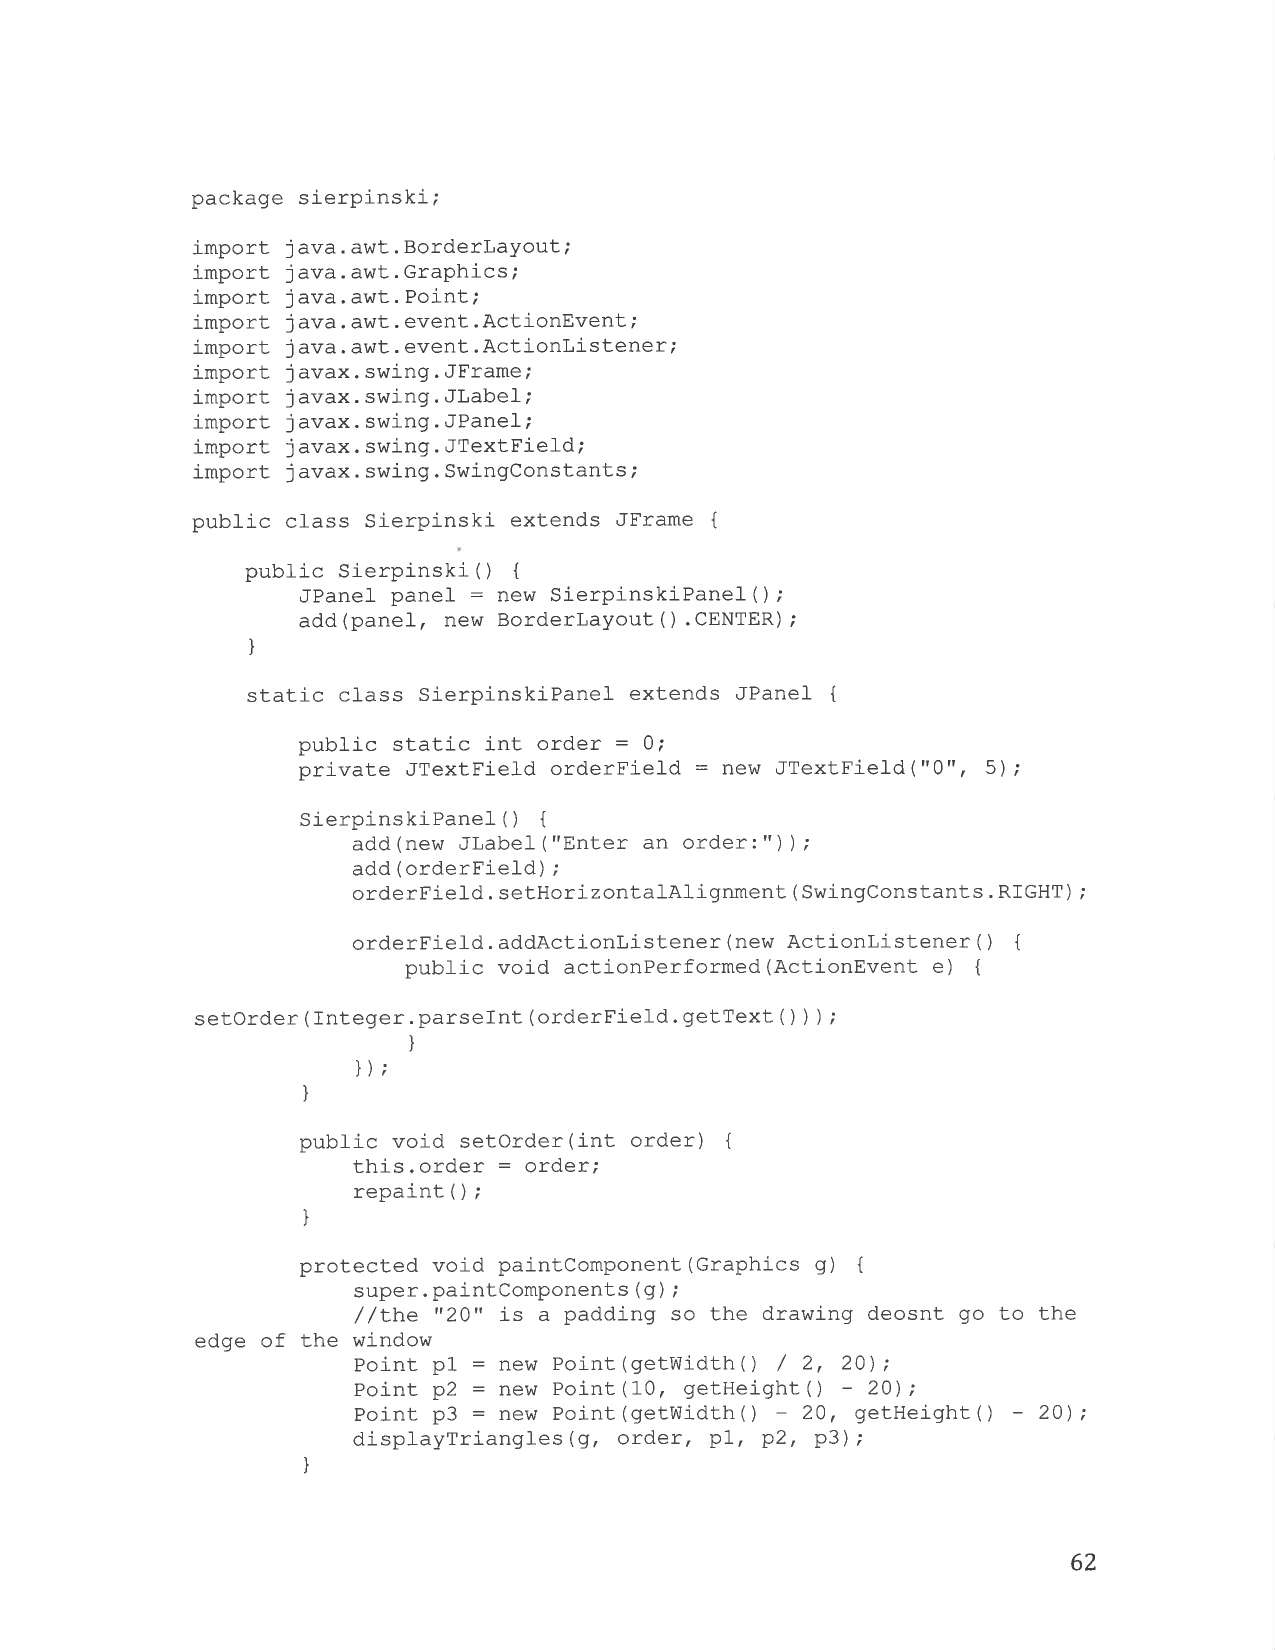 package sierpinski;

import java.awt.BorderLayout;
import java.awt.Graphics;
import java.awt.Point;
import java.awt.event.ActionEvent;
import java.awt.event.ActionListener;
import javax.swing.JFrame;
import javax.swing.JLabel;
import javax.swing.JPanel;
import javax.swing.JTextField;
import javax.swing.SwingConstants;

public class Sierpinski extends JFrame {

    public Sierpinski() {
        JPanel panel = new SierpinskiPanel();
        add(panel, new BorderLayout().CENTER);
    }

    static class SierpinskiPanel extends JPanel {

        public static int order = 0;
        private JTextField orderField = new JTextField("0", 5);

        SierpinskiPanel() {
            add(new JLabel("Enter an order:"));
            add(orderField);
            orderField.setHorizontalAlignment(SwingConstants.RIGHT);

            orderField.addActionListener(new ActionListener() {
                public void actionPerformed(ActionEvent e) {

setOrder(Integer.parseInt(orderField.getText()));
                }
            });
        }

        public void setOrder(int order) {
            this.order = order;
            repaint();
        }

        protected void paintComponent(Graphics g) {
            super.paintComponents(g);
            //the "20" is a padding so the drawing deosnt go to the
edge of the window
            Point p1 = new Point(getWidth() / 2, 20);
            Point p2 = new Point(10, getHeight() - 20);
            Point p3 = new Point(getWidth() - 20, getHeight() - 20);
            displayTriangles(g, order, p1, p2, p3);
        }

62